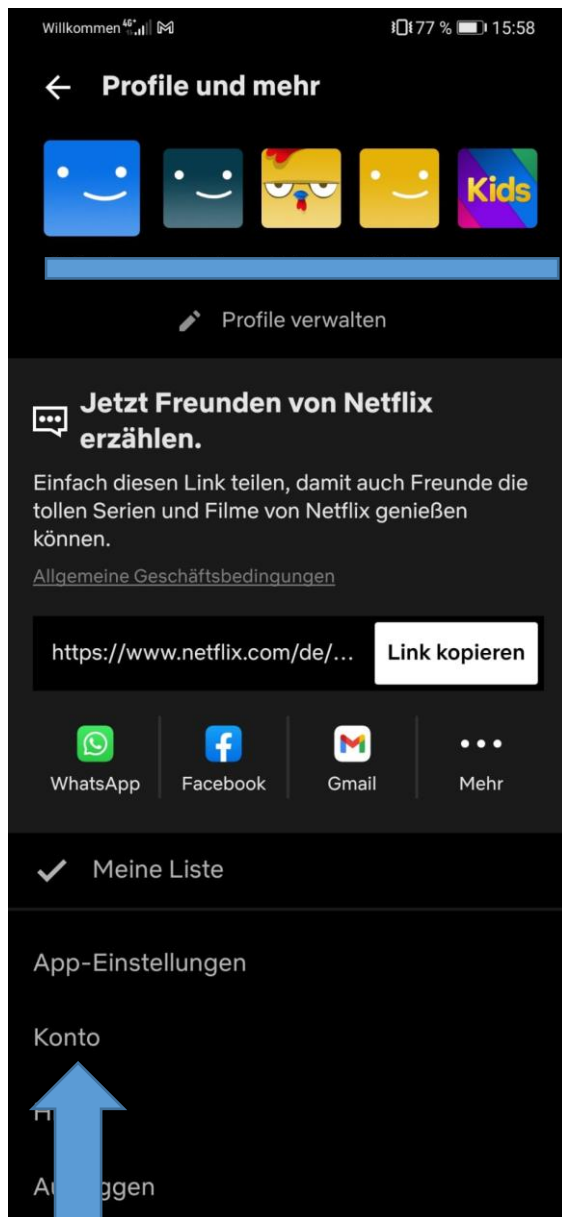 Willkommen 46+ 77 % 15:58
Profile und mehr
Kids
Profile verwalten
Jetzt Freunden von Netflix
erzählen.
Einfach diesen Link teilen, damit auch Freunde die
tollen Serien und Filme von Netflix genießen
können.
Allgemeine Geschäftsbedingungen
https://www.netflix.com/de/... Link kopieren
WhatsApp Facebook Gmail Mehr
Meine Liste
App-Einstellungen
Konto